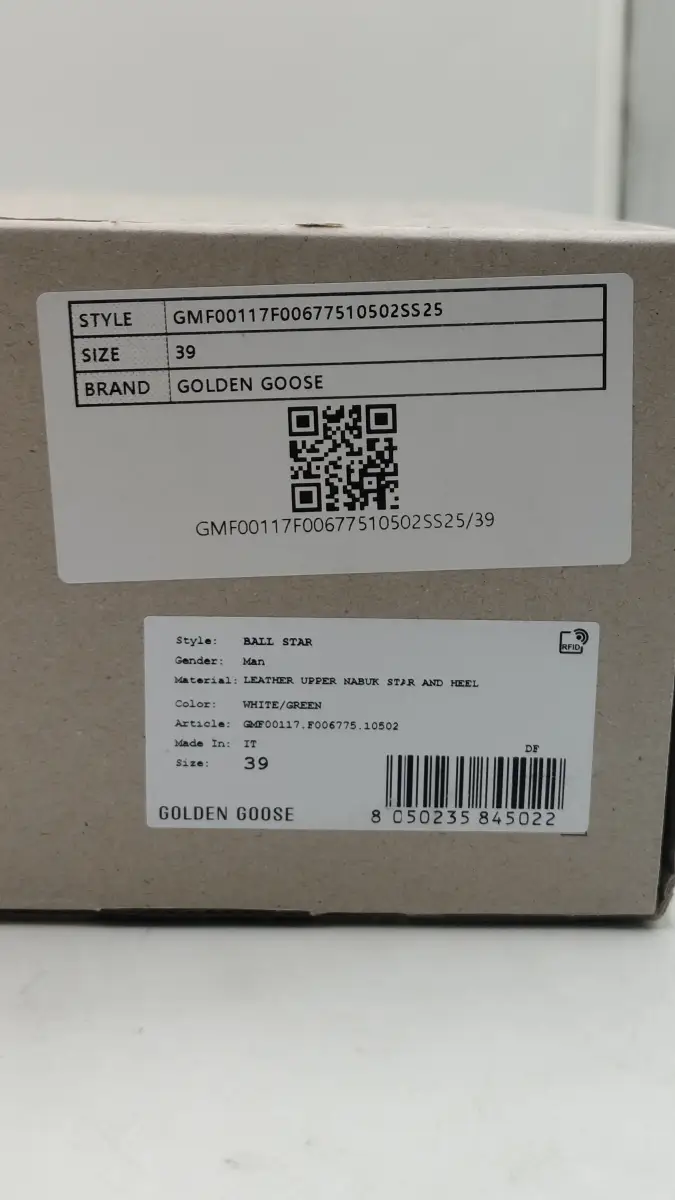 STYLE GMF00117F00677510502SS25
SIZE 39
BRAND GOLDEN GOOSE
GMF00117F00677510502SS25/39
Style: BALL STAR
RFID
Gender: Man
Material: LEATHER UPPER NABUK STAR AND HEEL
Color: WHITE/GREEN
Article: GMF00117.F006775.10502
Made In: IT
DF
Size: 39
GOLDEN GOOSE
8 050235 845022